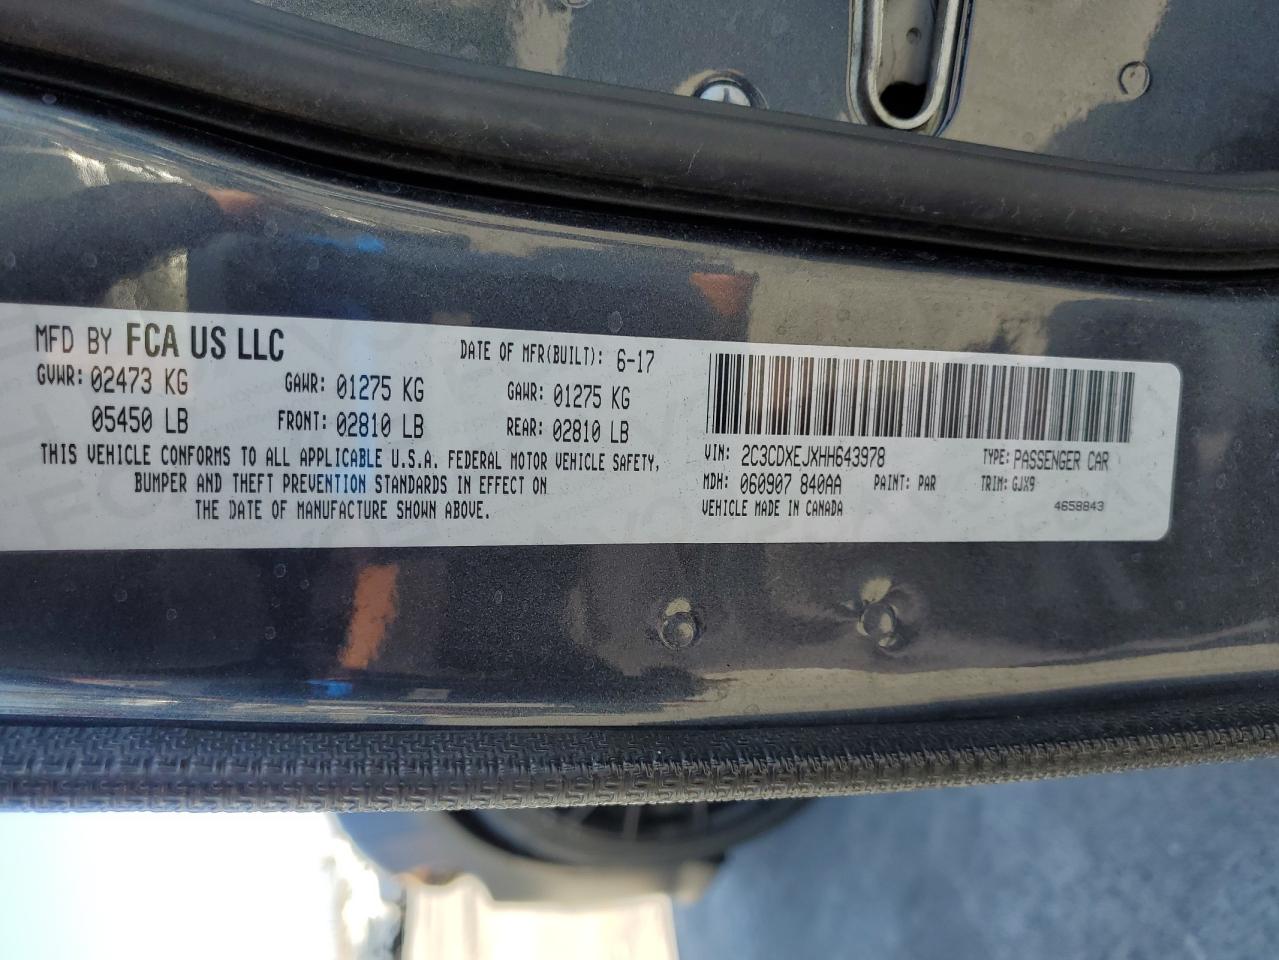 MFD BY FCA US LLC DATE OF MFR(BUILT): 6-17
GVWR: 02473 KG GAWR: 01275 KG GAWR: 01275 KG
05450 LB FRONT: 02810 LB REAR: 02810 LB
THIS VEHICLE CONFORMS TO ALL APPLICABLE U.S.A. FEDERAL MOTOR VEHICLE SAFETY,
BUMPER AND THEFT PREVENTION STANDARDS IN EFFECT ON
THE DATE OF MANUFACTURE SHOWN ABOVE.
VIN: 2C3CDXEJXHH643978 TYPE: PASSENGER CAR
MDH: 060907 840AA PAINT: PAR TRIM: GJX9
VEHICLE MADE IN CANADA 4658843